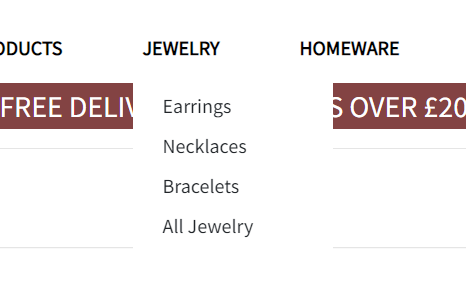 ODUCTS JEWELRY HOMEWARE
FREE DELIV S OVER £20
Earrings
Necklaces
Bracelets
All Jewelry